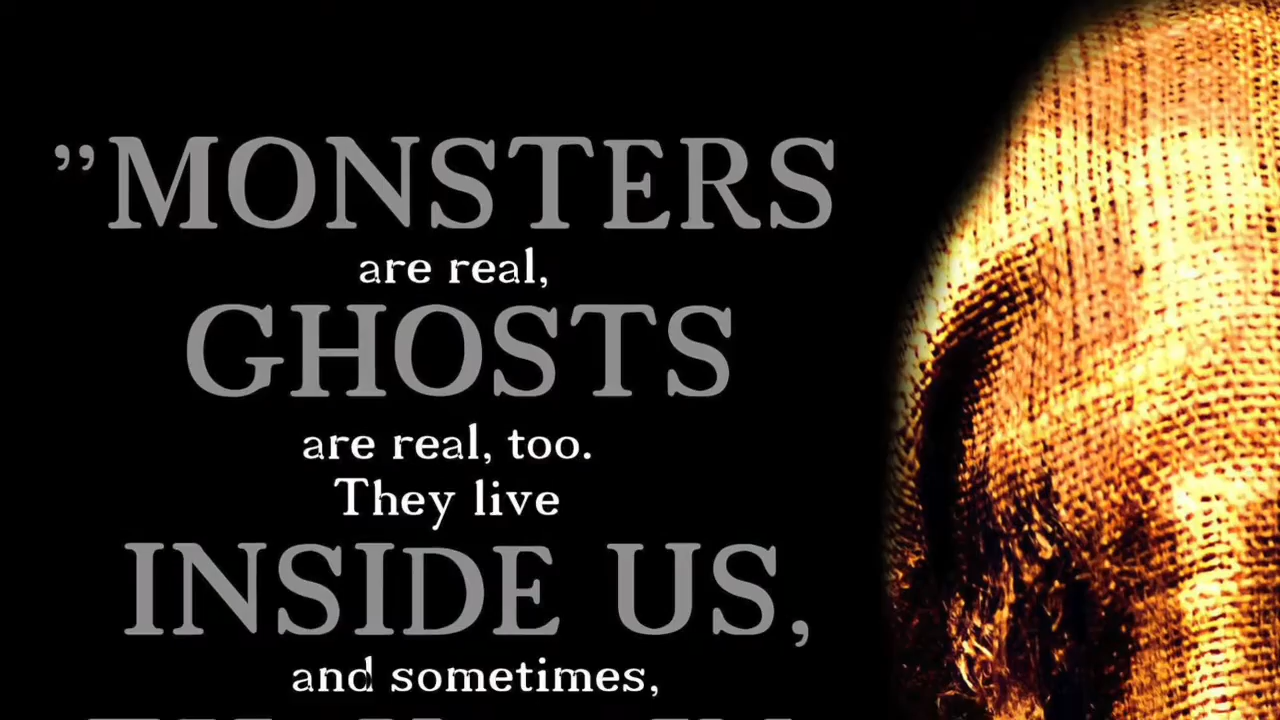 ”MONSTERS
are real,
GHOSTS
are real, too.
They live
INSIDE US,
and sometimes,